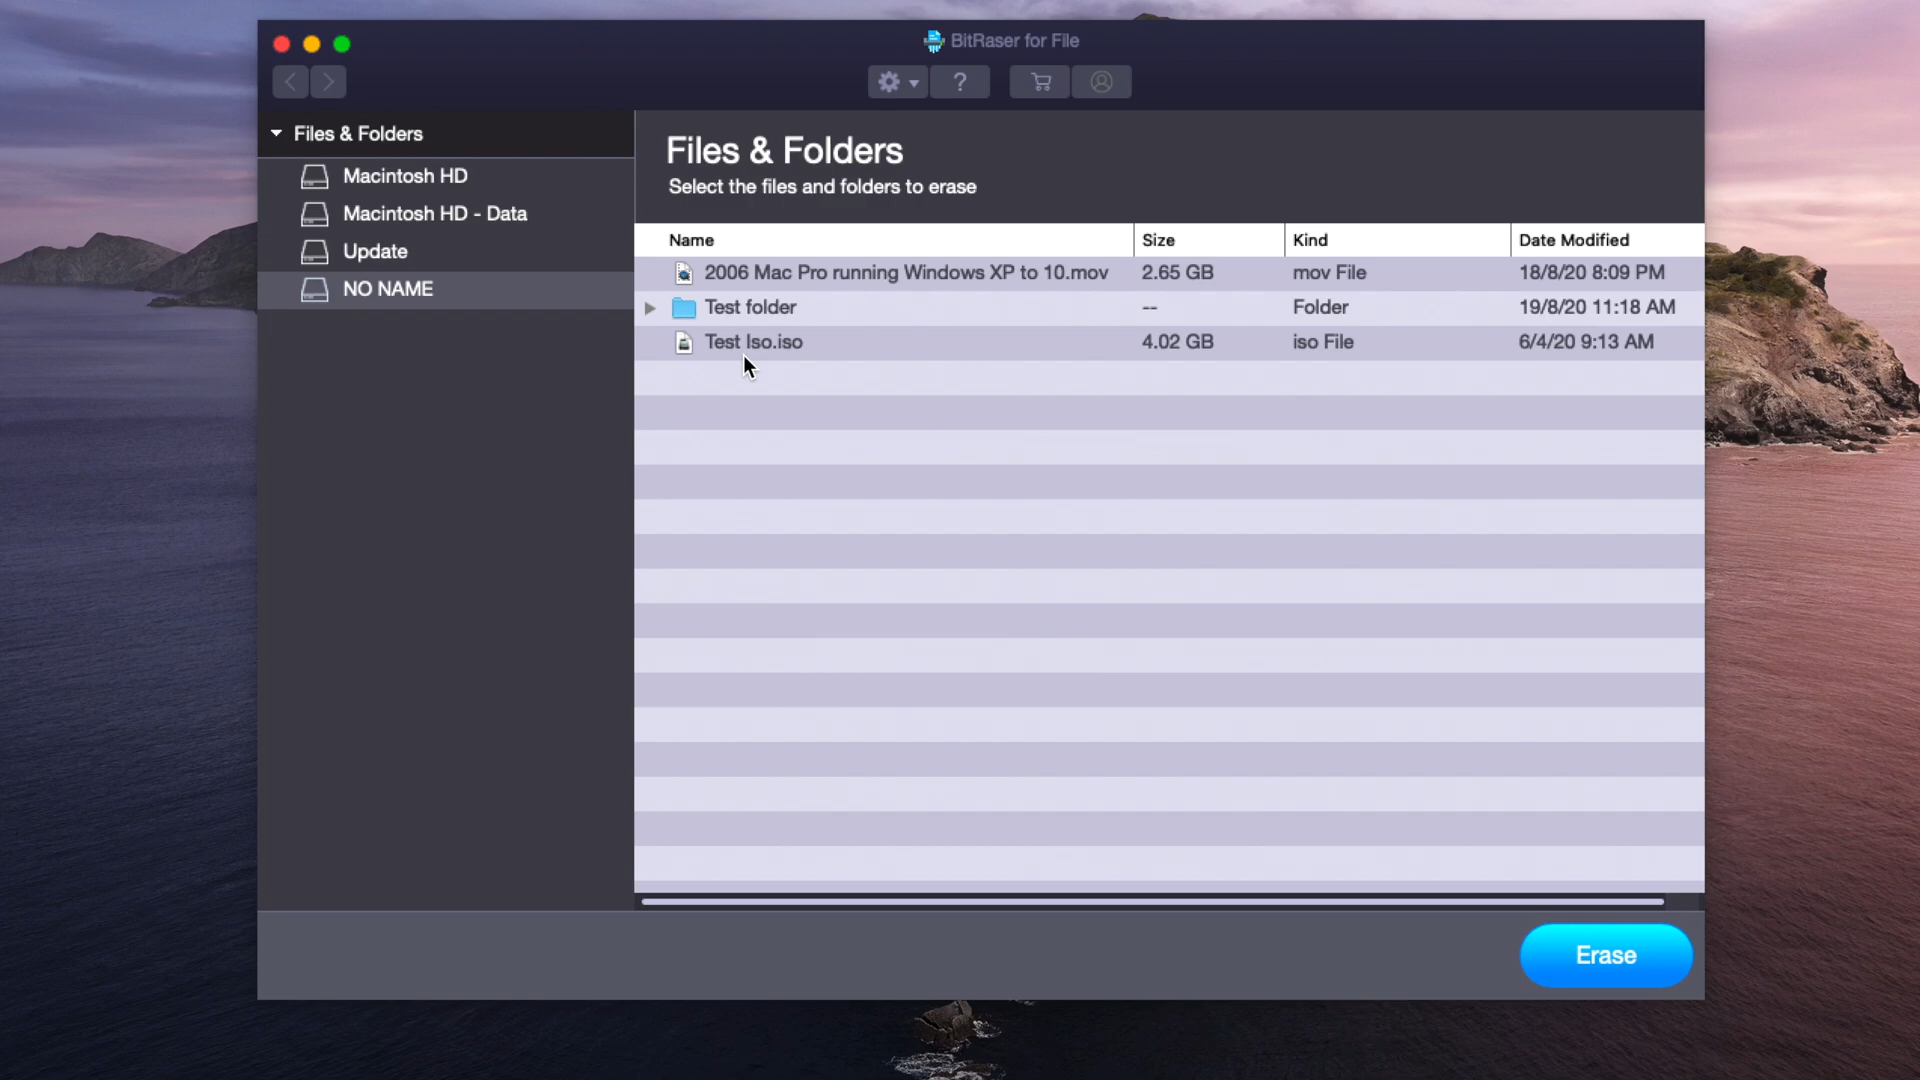 BitRaser for File
?
Files & Folders
Macintosh HD
Macintosh HD - Data
Update
NO NAME
Files & Folders
Select the files and folders to erase
Name Size Kind Date Modified
2006 Mac Pro running Windows XP to 10.mov 2.65 GB mov File 18/8/20 8:09 PM
Test folder -- Folder 19/8/20 11:18 AM
Test Iso.iso 4.02 GB iso File 6/4/20 9:13 AM
Erase